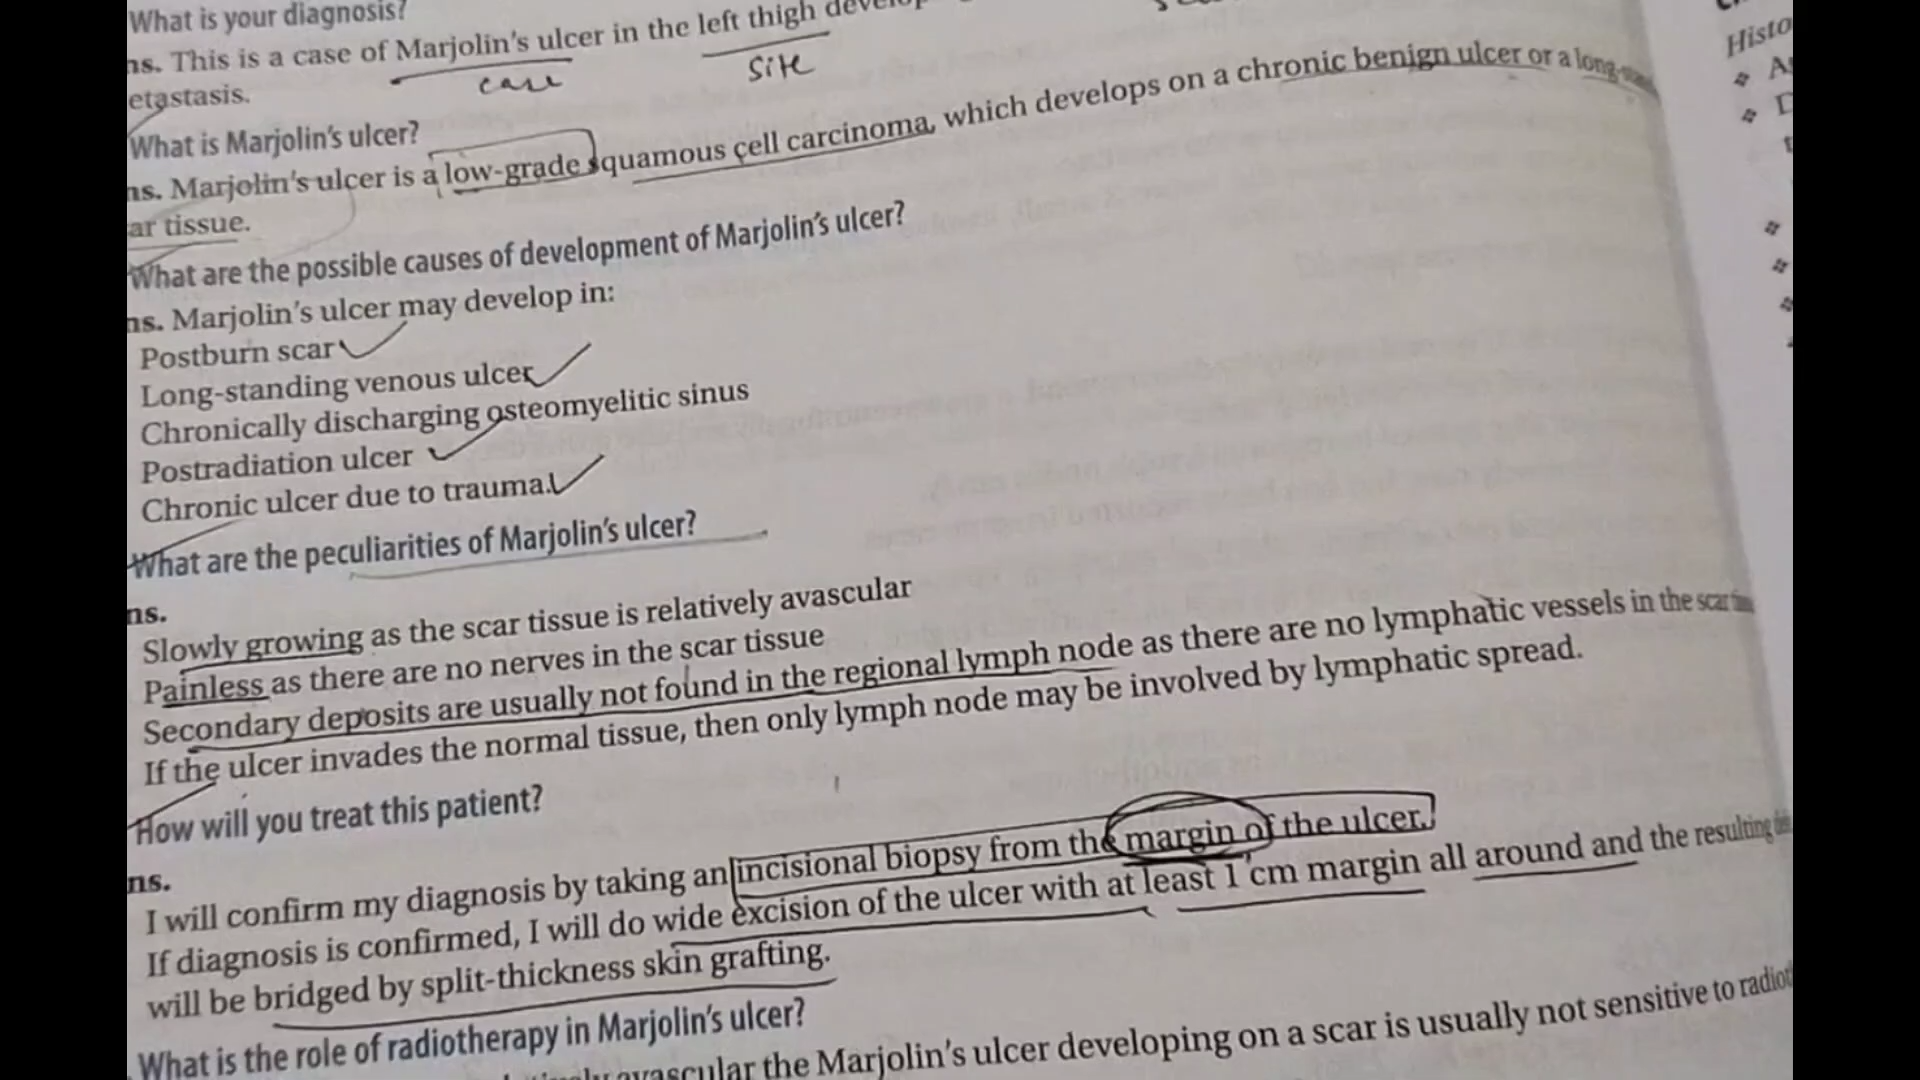 What is your diagnosis?
ns. This is a case of Marjolin's ulcer in the left thigh
case
site
etastasis.
What is Marjolin's ulcer?
ns. Marjolin's ulcer is a low-grade squamous cell carcinoma, which develops on a chronic benign ulcer or a long-
ar tissue.
What are the possible causes of development of Marjolin's ulcer?
ns. Marjolin's ulcer may develop in:
Postburn scar
Long-standing venous ulcer
Chronically discharging osteomyelitic sinus
Postradiation ulcer
Chronic ulcer due to trauma.
What are the peculiarities of Marjolin's ulcer?
ns.
Slowly growing as the scar tissue is relatively avascular
Painless as there are no nerves in the scar tissue
Secondary deposits are usually not found in the regional lymph node as there are no lymphatic vessels in the scar
If the ulcer invades the normal tissue, then only lymph node may be involved by lymphatic spread.
How will you treat this patient?
ns.
I will confirm my diagnosis by taking an incisional biopsy from the margin of the ulcer.
If diagnosis is confirmed, I will do wide excision of the ulcer with at least 1 cm margin all around and the resulting
will be bridged by split-thickness skin grafting.
What is the role of radiotherapy in Marjolin's ulcer?
avascular the Marjolin's ulcer developing on a scar is usually not sensitive to radiot
Histo